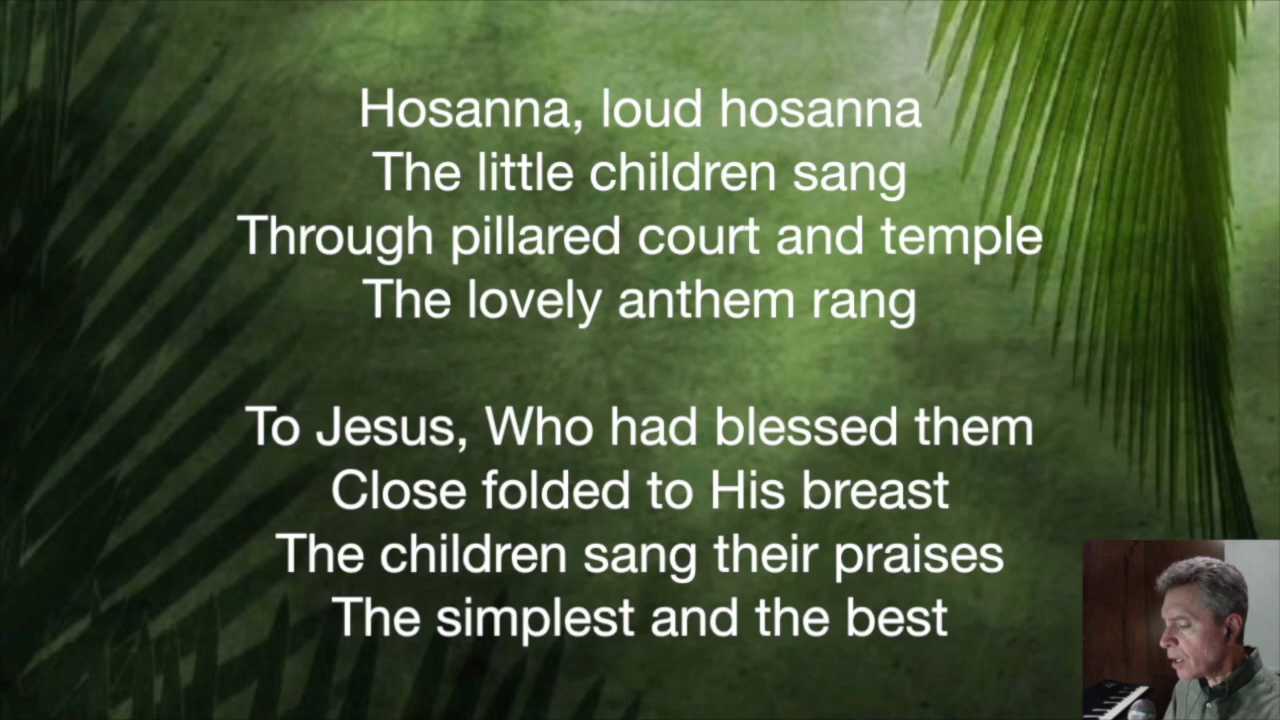 Hosanna, loud hosanna
The little children sang
Through pillared court and temple
The lovely anthem rang
To Jesus, Who had blessed them
Close folded to His breast
The children sang their praises
The simplest and the best